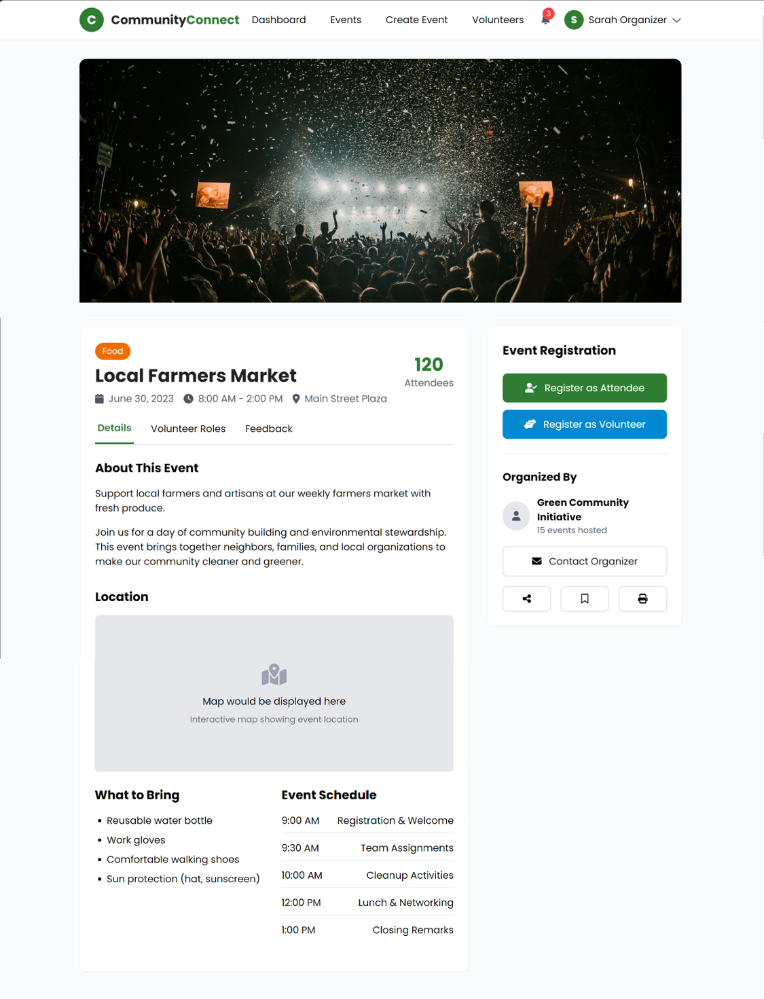 C CommunityConnect Dashboard Events Create Event Volunteers 3 S Sarah Organizer
Food
Local Farmers Market
June 30, 2023 8:00 AM - 2:00 PM Main Street Plaza
120
Attendees
Details Volunteer Roles Feedback
About This Event
Support local farmers and artisans at our weekly farmers market with
fresh produce.
Join us for a day of community building and environmental stewardship.
This event brings together neighbors, families, and local organizations to
make our community cleaner and greener.
Location
Map would be displayed here
Interactive map showing event location
What to Bring
Reusable water bottle
Work gloves
Comfortable walking shoes
Sun protection (hat, sunscreen)
Event Schedule
9:00 AM Registration & Welcome
9:30 AM Team Assignments
10:00 AM Cleanup Activities
12:00 PM Lunch & Networking
1:00 PM Closing Remarks
Event Registration
Register as Attendee
Register as Volunteer
Organized By
Green Community
Initiative
15 events hosted
Contact Organizer